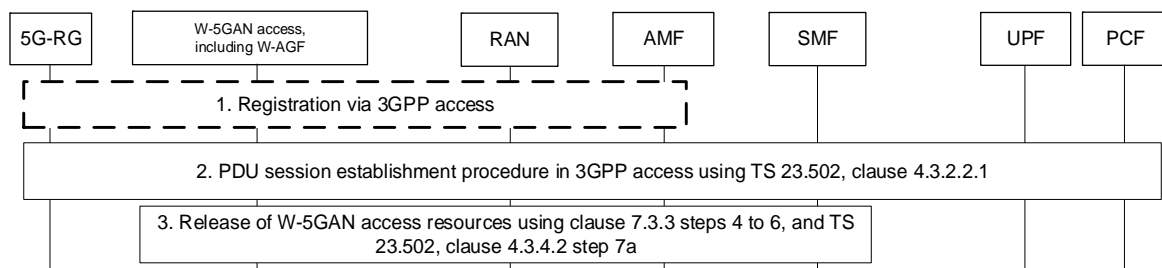 5G-RG
W-5GAN access,
including W-AGF
RAN
AMF
SMF
UPF
PCF
1. Registration via 3GPP access
2. PDU session establishment procedure in 3GPP access using TS 23.502, clause 4.3.2.2.1
3. Release of W-5GAN access resources using clause 7.3.3 steps 4 to 6, and TS
23.502, clause 4.3.4.2 step 7a